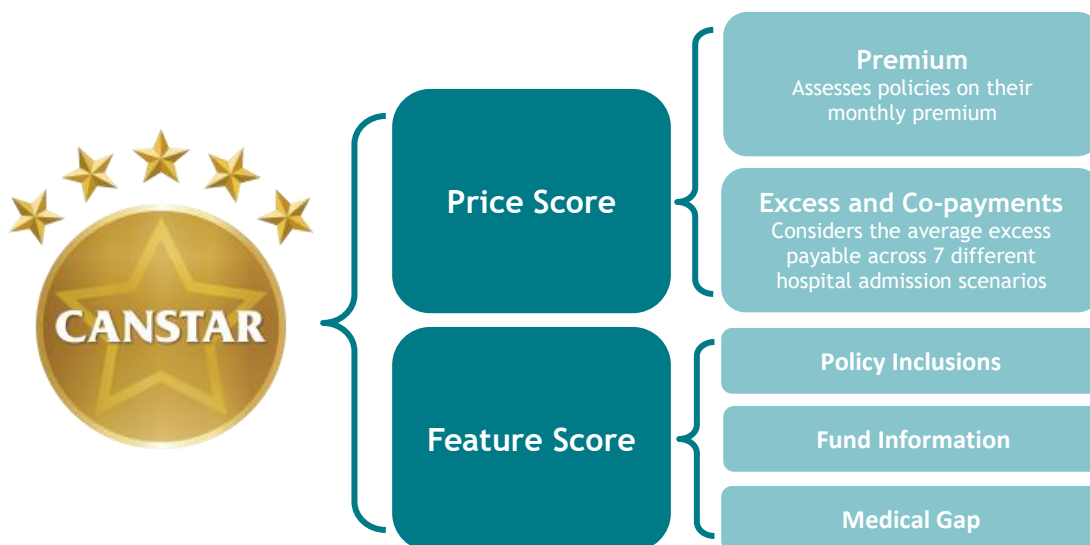 CANSTAR
Price Score
Premium
Assesses policies on their
monthly premium
Excess and Co-payments
Considers the average excess
payable across 7 different
hospital admission scenarios
Feature Score
Policy Inclusions
Fund Information
Medical Gap